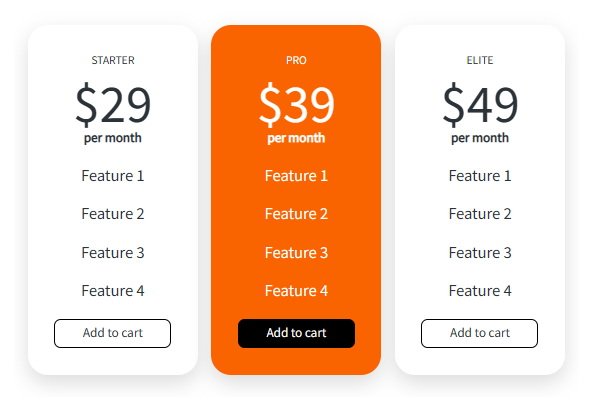 STARTER
$29
per month
Feature 1
Feature 2
Feature 3
Feature 4
Add to cart
PRO
$39
per month
Feature 1
Feature 2
Feature 3
Feature 4
Add to cart
ELITE
$49
per month
Feature 1
Feature 2
Feature 3
Feature 4
Add to cart